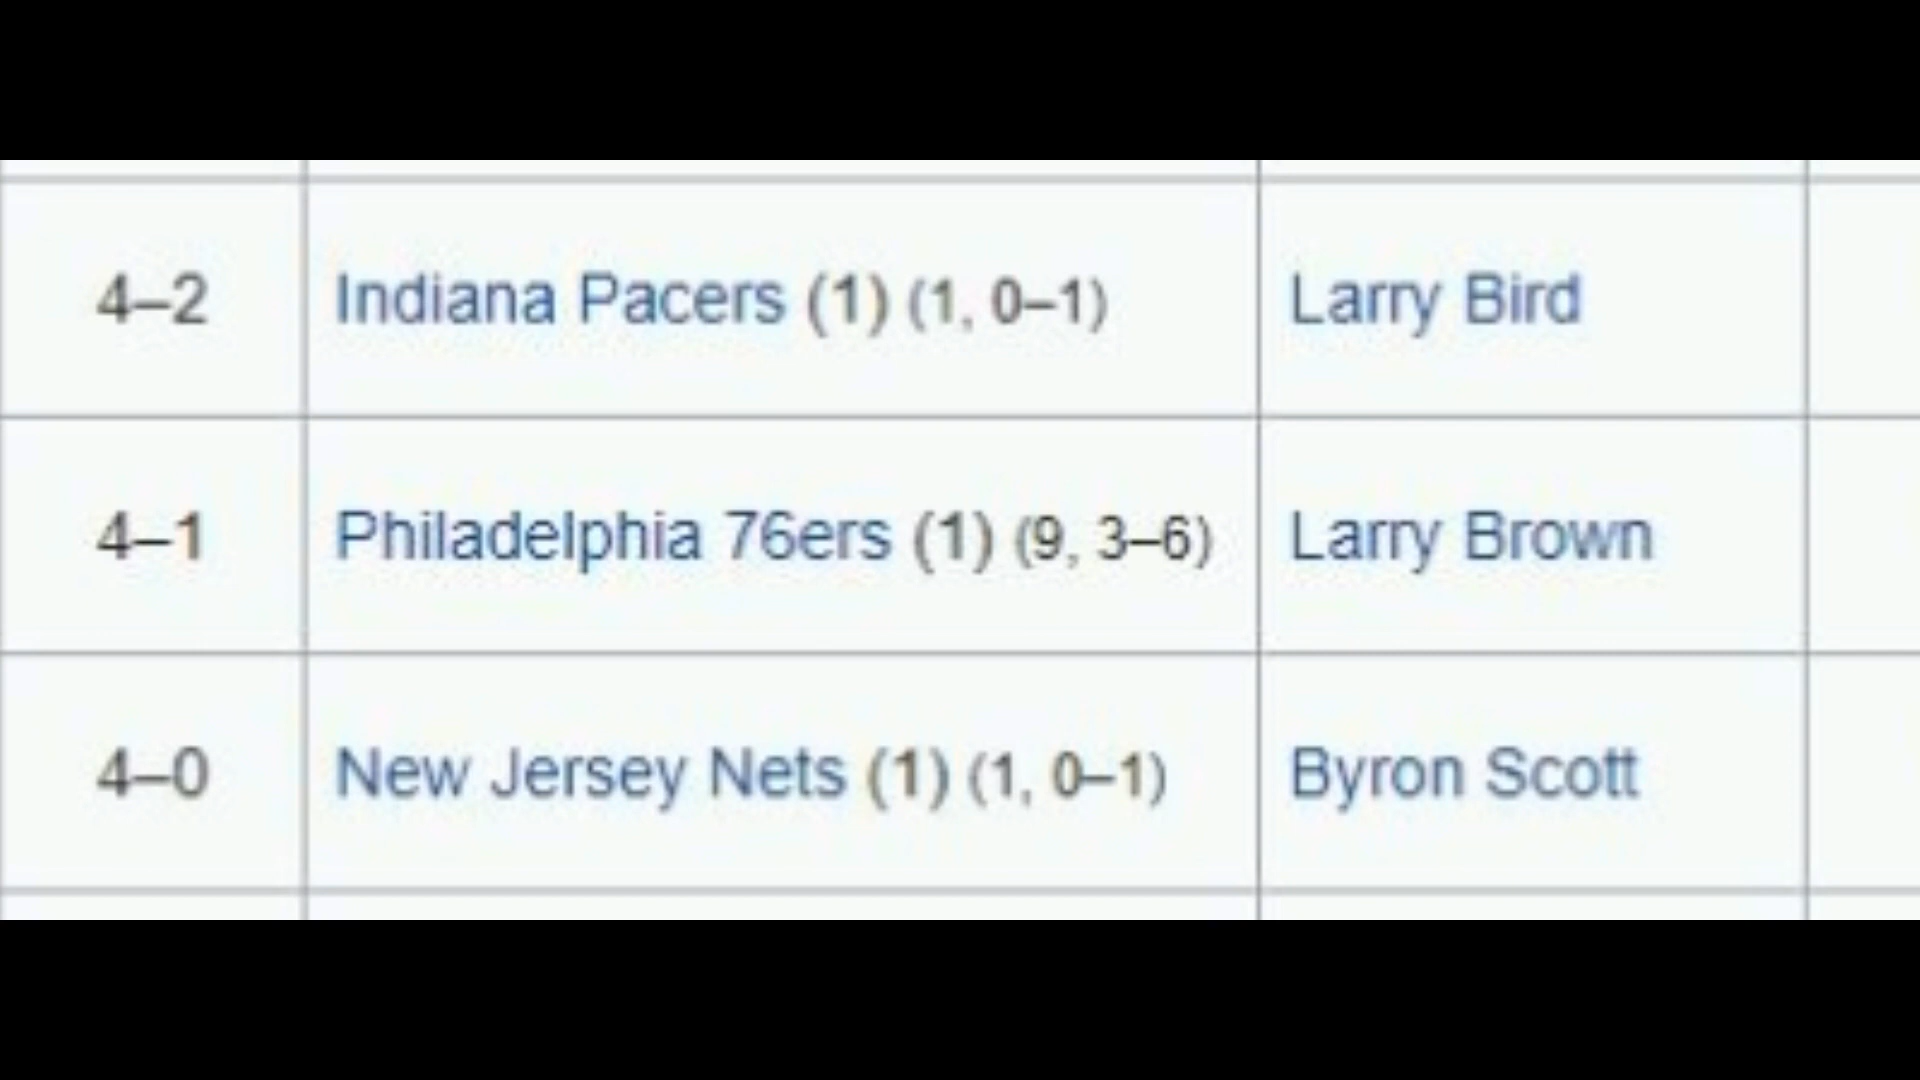 4–2 Indiana Pacers (1) (1, 0–1) Larry Bird
4–1 Philadelphia 76ers (1) (9, 3–6) Larry Brown
4–0 New Jersey Nets (1) (1, 0–1) Byron Scott